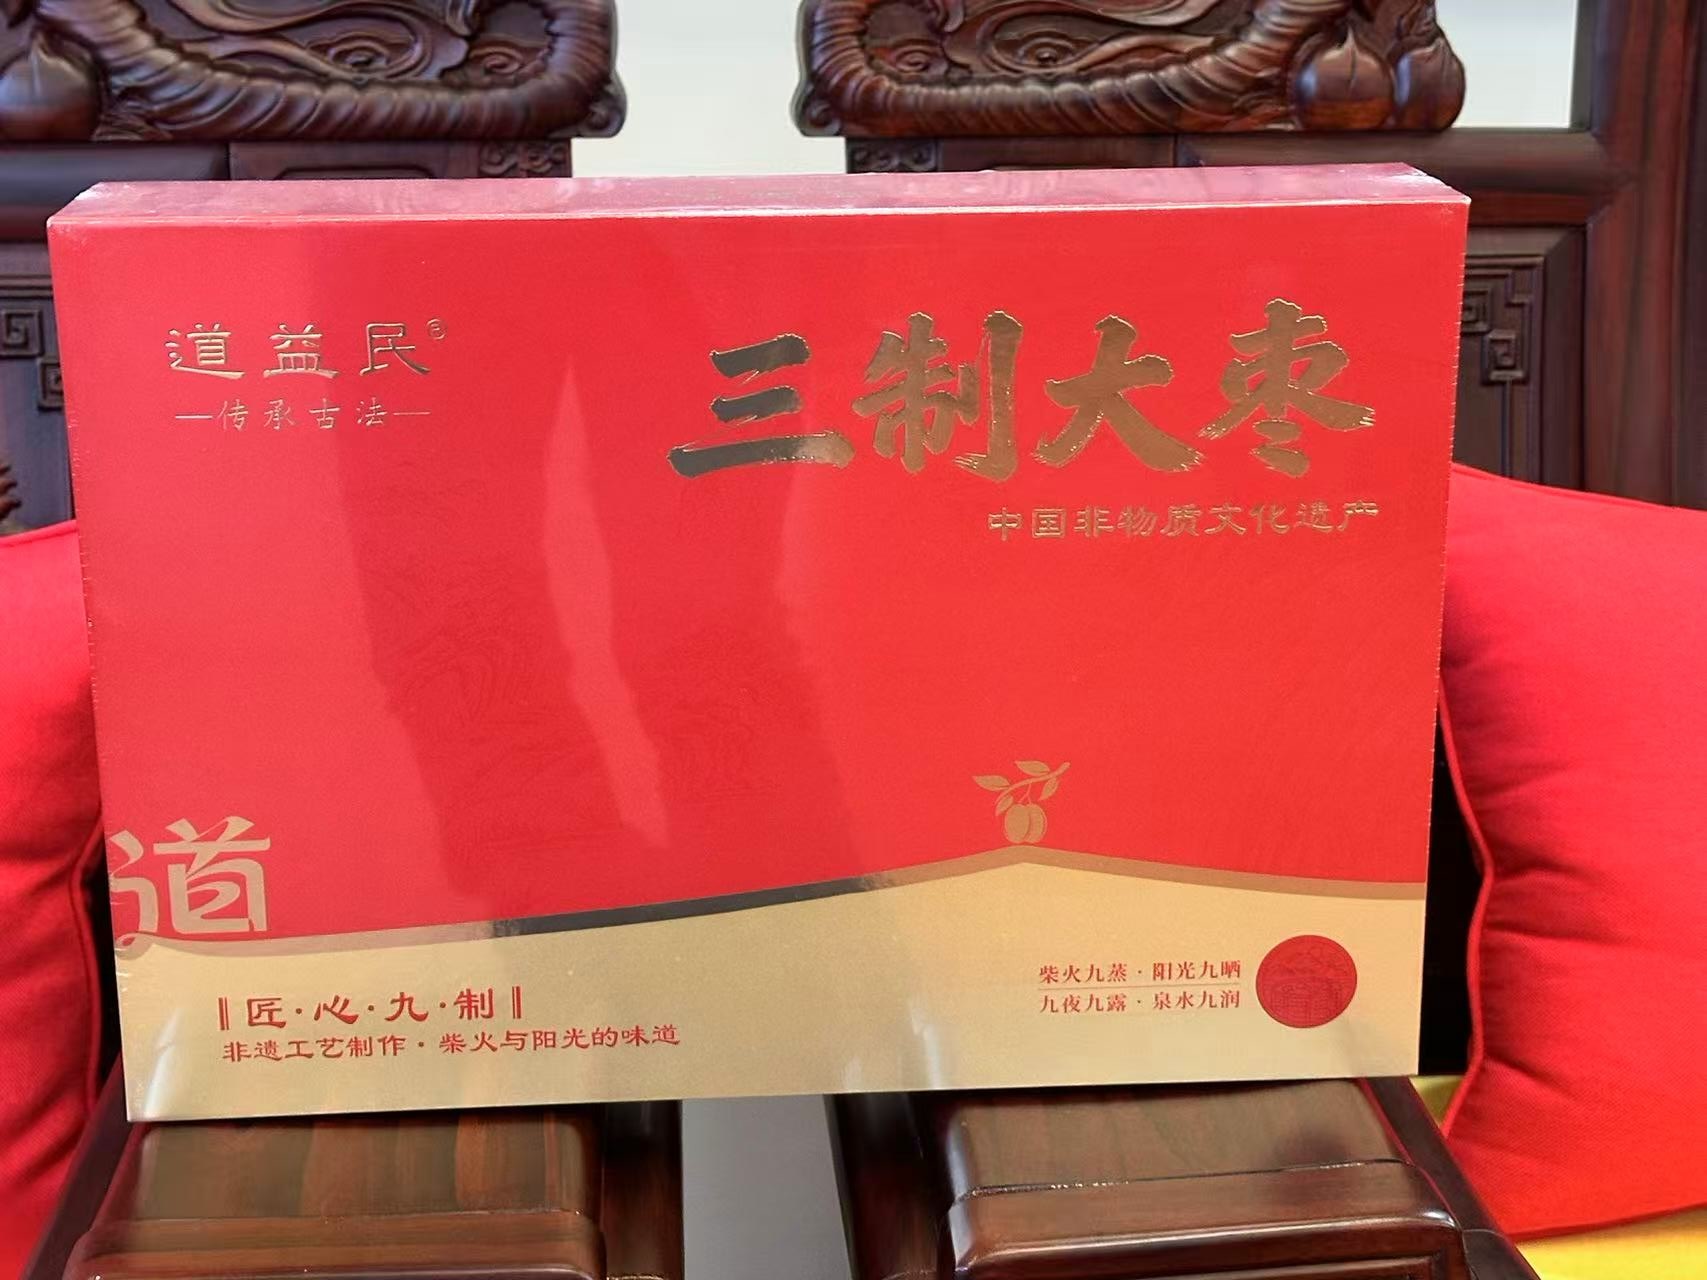 道益民®
—传承古法—
三制大枣
中国非物质文化遗产
道
匠·心·九·制
非遗工艺制作·柴火与阳光的味道
柴火九蒸·阳光九晒
九夜九露·泉水九润